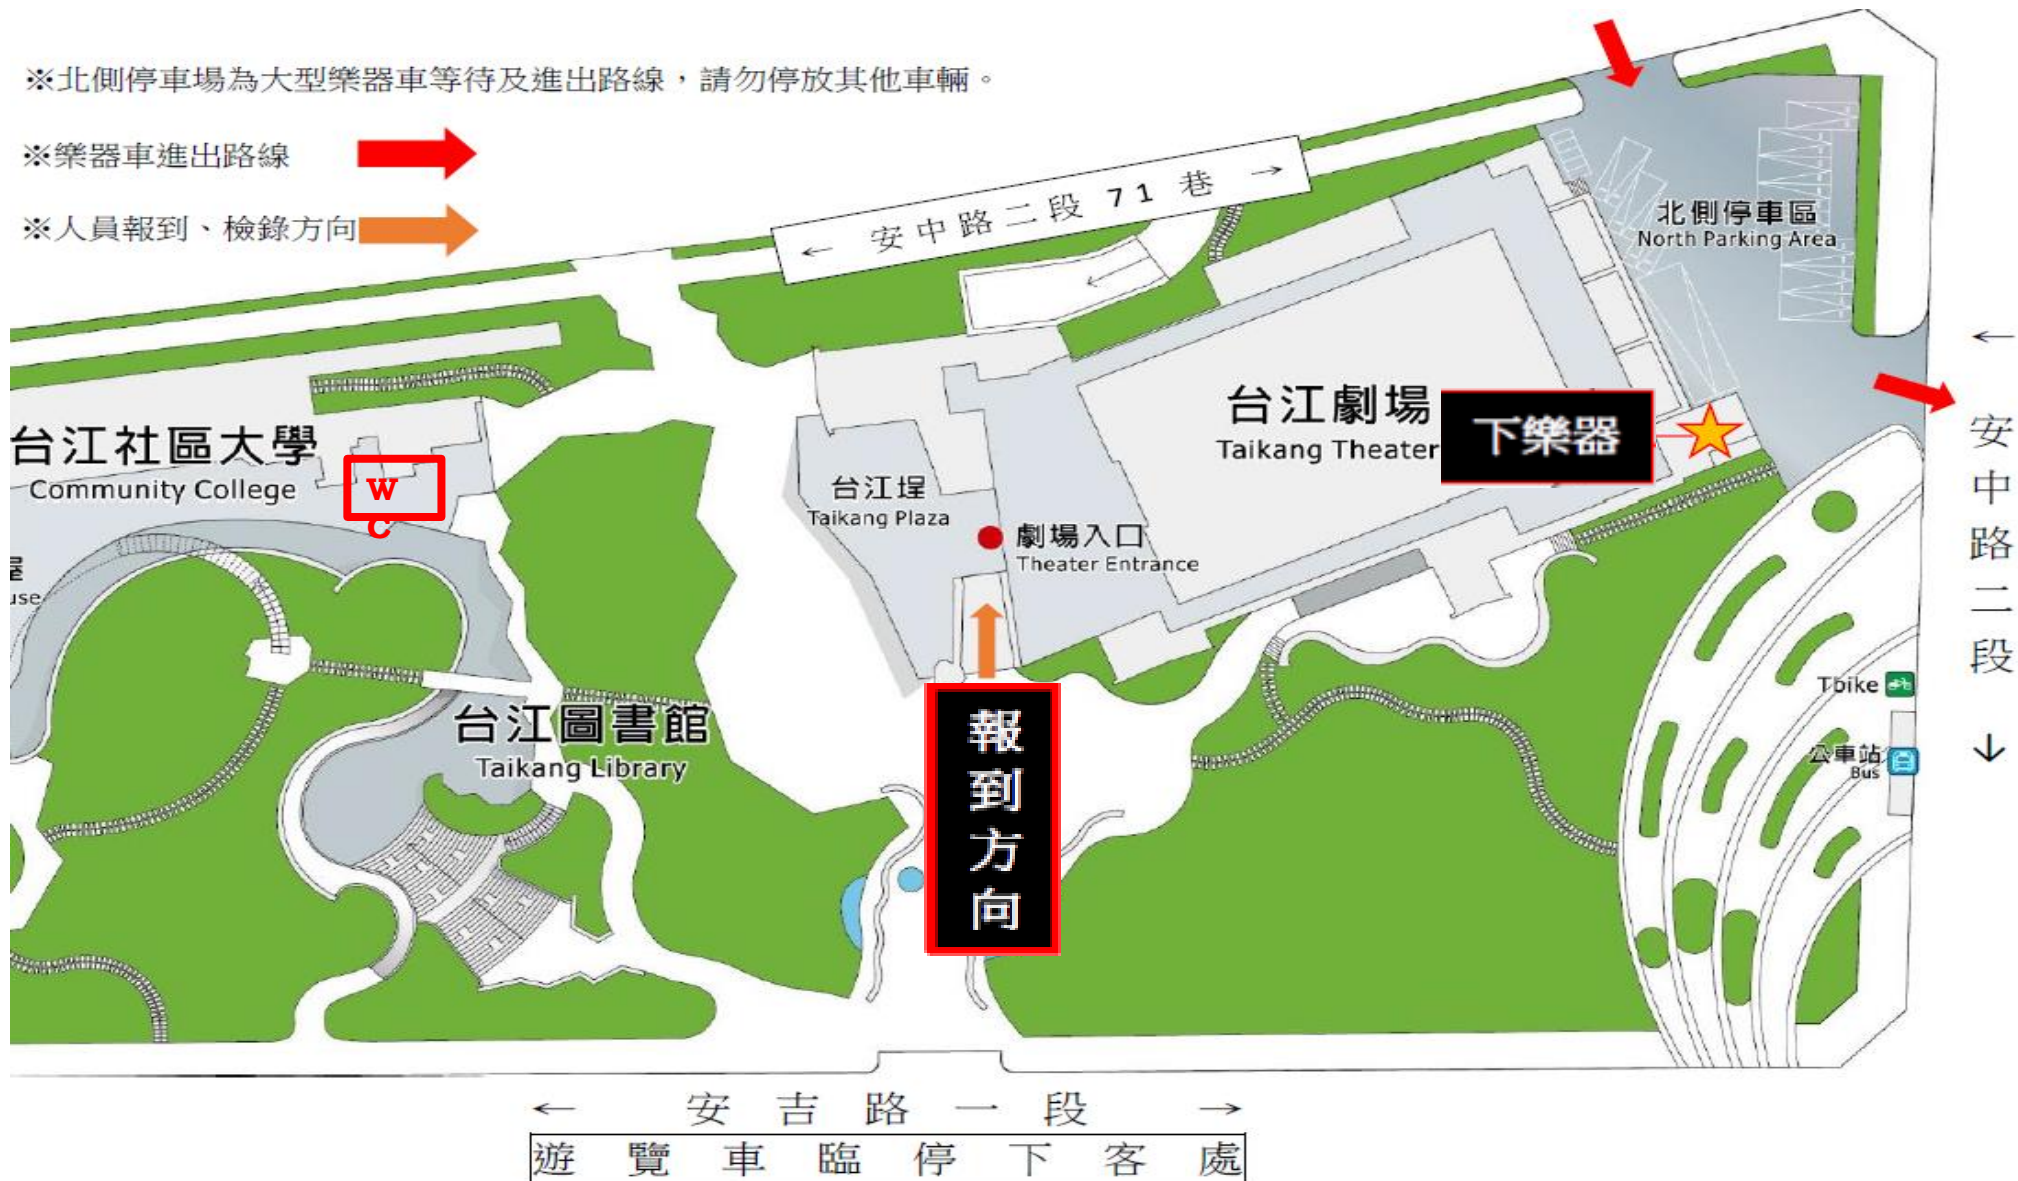 ※北側停車場為大型樂器車等待及進出路線，請勿停放其他車輛。
※樂器車進出路線
※人員報到、檢錄方向
← 安中路二段 71 巷 →
北側停車區
North Parking Area
台江劇場
Taikang Theater
下樂器
台江社區大學
Community College
W
C
台江埕
Taikang Plaza
劇場入口
Theater Entrance
屋
use
← 安中路二段 ↓
報到方向
台江圖書館
Taikang Library
Tbike
公車站
Bus
← 安吉路一段 →
遊覽車臨停下客處